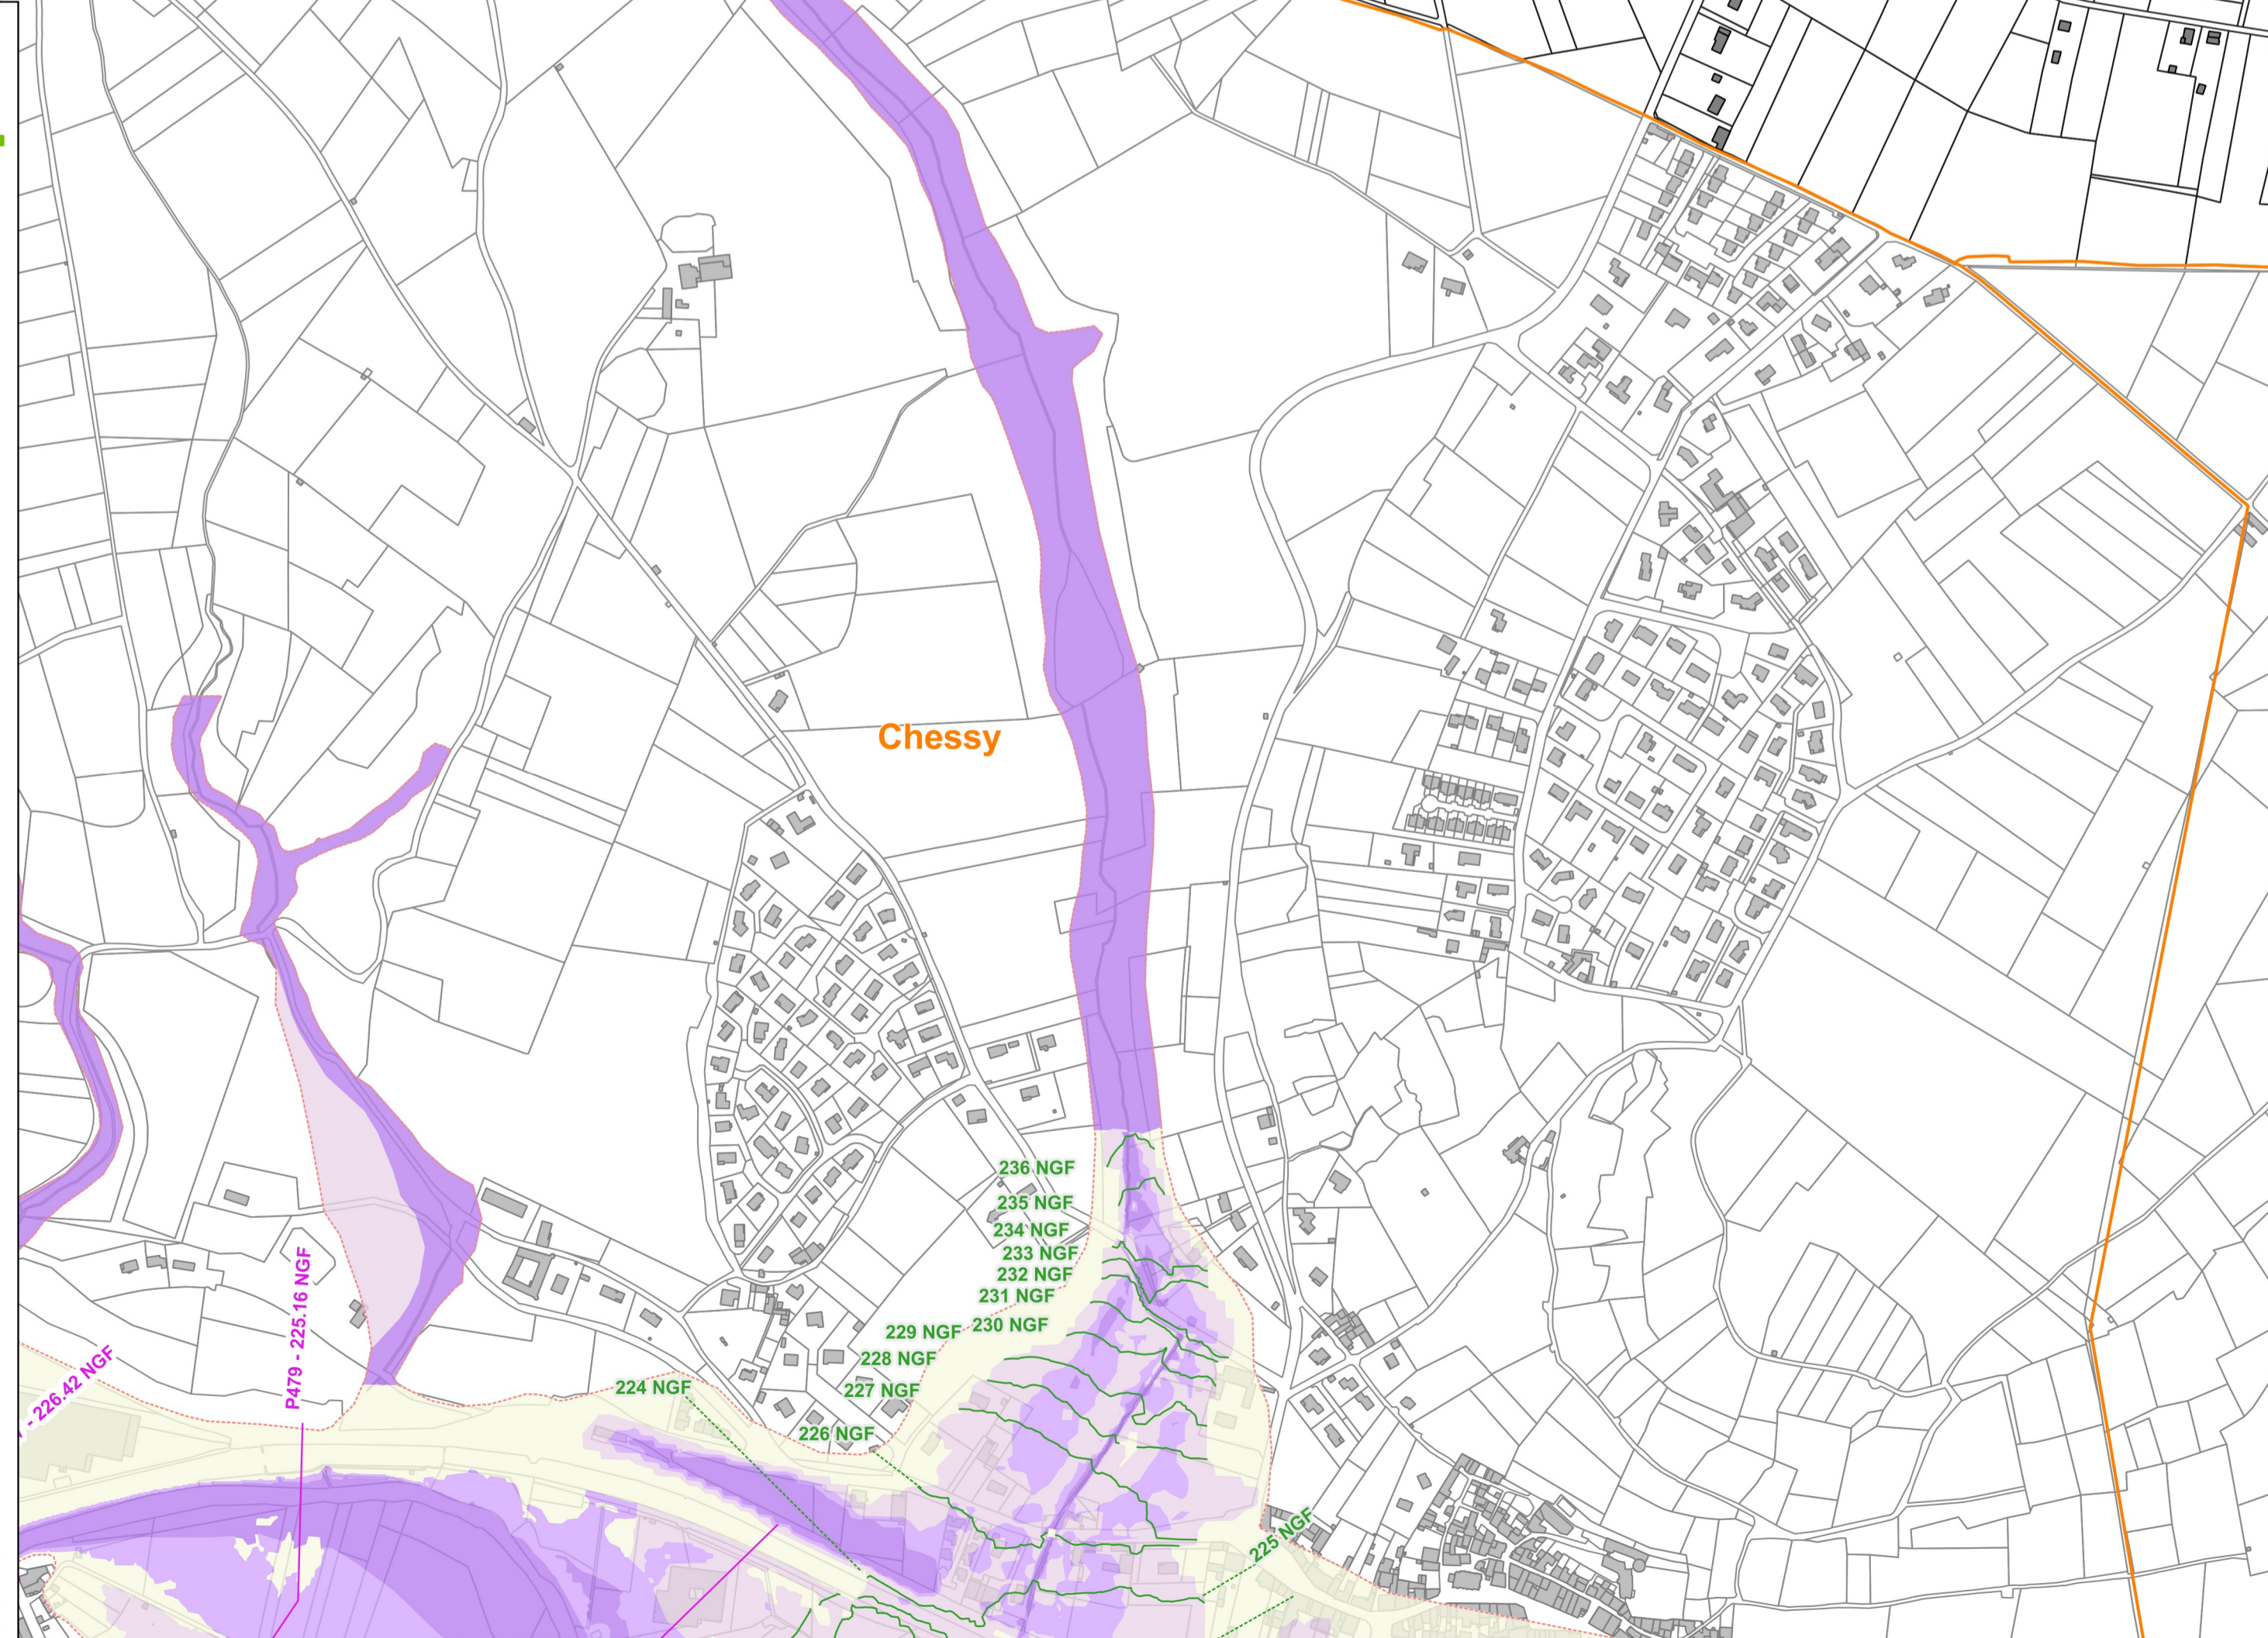 Chessy
236 NGF
235 NGF
234 NGF
233 NGF
232 NGF
231 NGF
230 NGF
229 NGF
228 NGF
227 NGF
226 NGF
224 NGF
225 NGF
P479 - 225.16 NGF
- 226.42 NGF